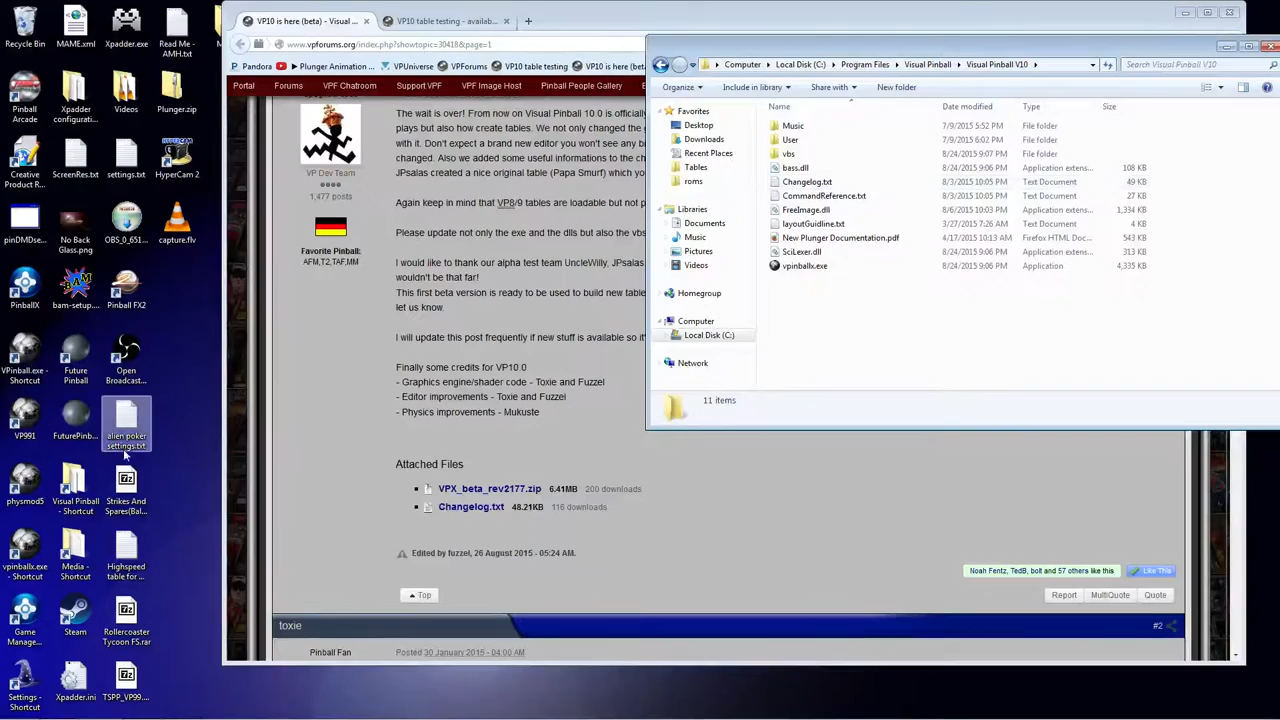 Recycle Bin
MAME.xml
Xpadder.exe
Read Me -
AMH.txt
Pinball
Arcade
Xpadder
configurati...
Videos
Plunger.zip
Creative
Product R...
ScreenRes.txt
settings.txt
HyperCam 2
pinDMDse...
No Back
Glass.png
OBS_0_651...
capture.flv
PinballX
bam-setup...
Pinball FX2
VPinball.exe
- Shortcut
Future
Pinball
Open
Broadcast...
VP991
FuturePinb...
alien poker
settings.txt
physmod5
Visual Pinball
- Shortcut
Strikes And
Spares(Bal...
vpinballx.exe
- Shortcut
Media -
Shortcut
Highspeed
table for ...
Game
Manage...
Steam
Rollercoaster
Tycoon FS.rar
Settings -
Shortcut
Xpadder.ini
TSPP_VP99....
VP10 is here (beta) - Visual ...
VP10 table testing - availab...
www.vpforums.org/index.php?showtopic=30418&page=1
Pandora
Plunger Animation ...
VPUniverse
VPForums
VP10 table testing
VP10 is here (be
Portal
Forums
VPF Chatroom
Support VPF
VPF Image Host
Pinball People Gallery
VP Dev Team
1,477 posts
Favorite Pinball:
AFM,T2,TAF,MM
The wait is over! From now on Visual Pinball 10.0 is officiall
plays but also how create tables. We not only changed the
with it. Don't expect a brand new editor you won't see any b
changed. Also we added some useful informations to the ch
JPSalas created a nice original table (Papa Smurf) which yo
Again keep in mind that VP8/9 tables are loadable but not p
Please update not only the exe and the dlls but also the vbs
I would like to thank our alpha test team UncleWilly, JPsalas,
wouldn't be that far!
This first beta version is ready to be used to build new table
let us know.
I will update this post frequently if new stuff is available so it'
Finally some credits for VP10.0
- Graphics engine/shader code - Toxie and Fuzzel
- Editor improvements - Toxie and Fuzzel
- Physics improvements - Mukuste
Attached Files
VPX_beta_rev2177.zip 6.41MB 200 downloads
Changelog.txt 48.21KB 116 downloads
Edited by fuzzel, 26 August 2015 - 05:24 AM.
Noah Fentz, TedB, bolt and 57 others like this
Like This
Top
Report
MultiQuote
Quote
toxie
#2
Pinball Fan
Posted 30 January 2015 - 04:00 AM
Computer
Local Disk (C:)
Program Files
Visual Pinball
Visual Pinball V10
Search Visual Pinball V10
Organize
Include in library
Share with
New folder
Favorites
Desktop
Downloads
Recent Places
Tables
roms
Libraries
Documents
Music
Pictures
Videos
Homegroup
Computer
Local Disk (C:)
Network
Name Date modified Type Size
Music 7/9/2015 5:52 PM File folder
User 7/9/2015 6:02 PM File folder
vbs 8/24/2015 9:07 PM File folder
bass.dll 8/24/2015 9:06 PM Application extens... 108 KB
Changelog.txt 8/3/2015 10:05 PM Text Document 49 KB
CommandReference.txt 8/3/2015 10:05 PM Text Document 27 KB
FreeImage.dll 8/6/2015 10:03 PM Application extens... 1,334 KB
layoutGuidline.txt 3/27/2015 7:26 AM Text Document 4 KB
New Plunger Documentation.pdf 4/17/2015 10:13 AM Firefox HTML Doc... 543 KB
SciLexer.dll 8/24/2015 9:06 PM Application extens... 313 KB
vpinballx.exe 8/24/2015 9:06 PM Application 4,335 KB
11 items